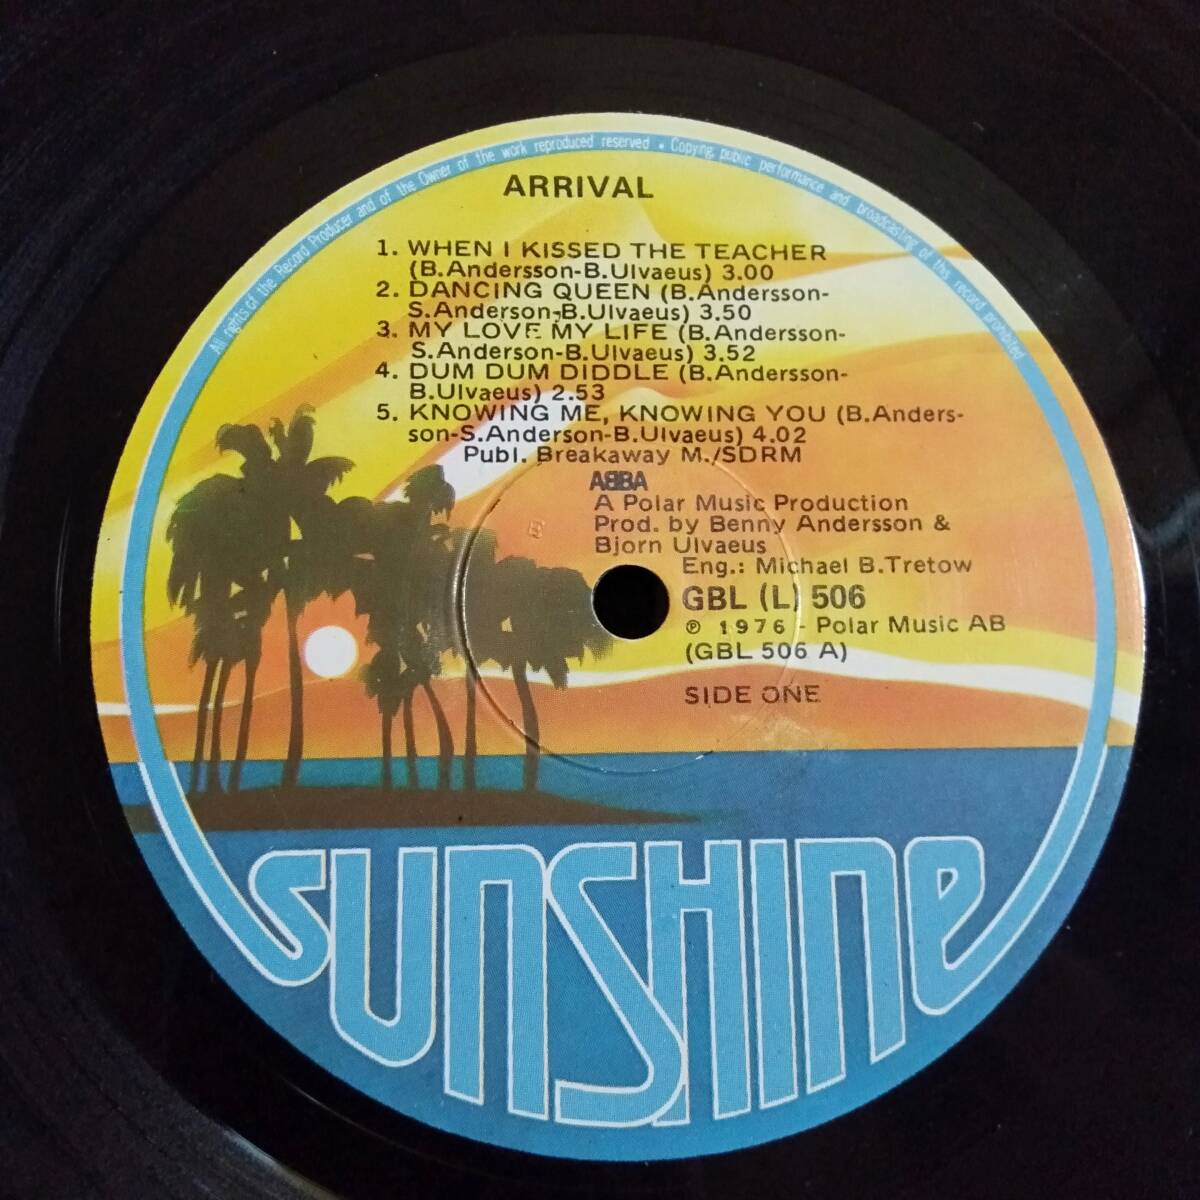 All rights of the Record Producer and of the Owner of the work reproduced reserved • Copying, public performance and broadcasting of this record prohibited
ARRIVAL
1. WHEN I KISSED THE TEACHER
(B.Andersson-B.Ulvaeus) 3.00
2. DANCING QUEEN (B.Andersson-
S.Anderson-B.Ulvaeus) 3.50
3. MY LOVE MY LIFE (B.Andersson-
S.Anderson-B.Ulvaeus) 3.52
4. DUM DUM DIDDLE (B.Andersson-
B.Ulvaeus) 2.53
5. KNOWING ME, KNOWING YOU (B.Anders-
son-S.Anderson-B.Ulvaeus) 4.02
Publ. Breakaway M./SDRM
ABBA
A Polar Music Production
Prod. by Benny Andersson &
Bjorn Ulvaeus
Eng.: Michael B.Tretow
GBL (L) 506
℗ 1976 - Polar Music AB
(GBL 506 A)
SIDE ONE
SUNSHINE